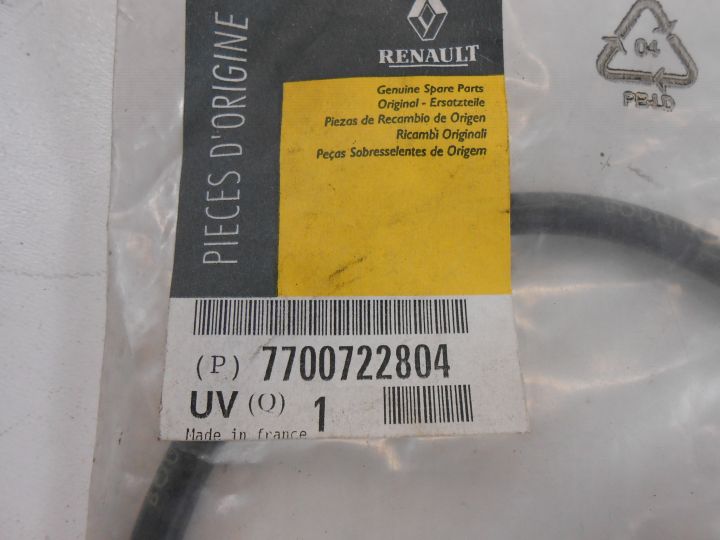 PIECES D'ORIGINE
RENAULT
Genuine Spare Parts
Original - Ersatzteile
Piezas de Recambio de Origen
Ricambi Originali
Peças Sobresselentes de Origem
04
PE-LD
(P) 7700722804
UV (Q) 1
Made in france